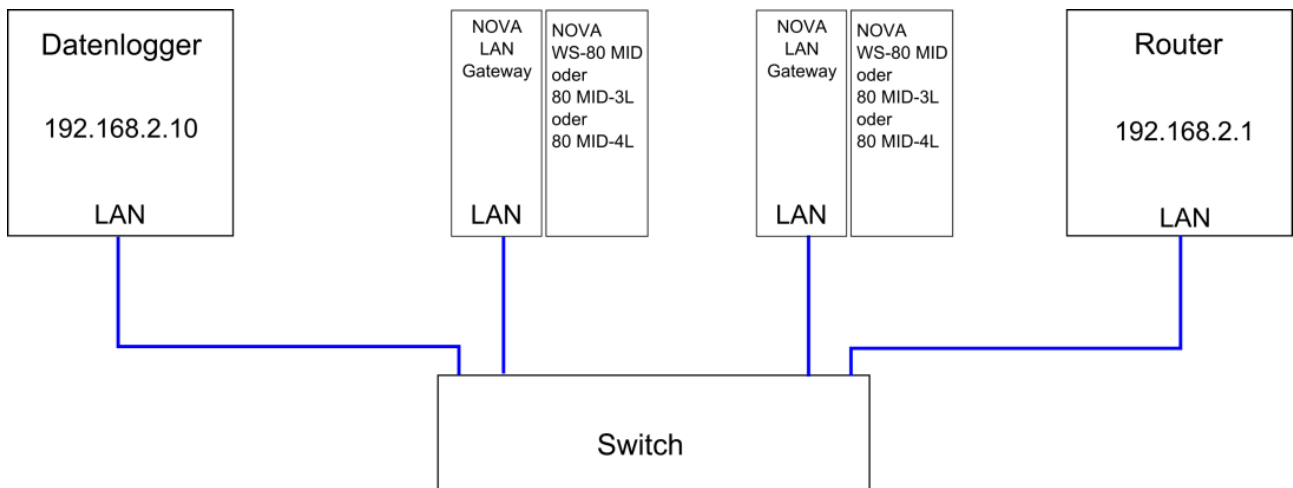 Datenlogger
192.168.2.10
LAN
NOVA
LAN
Gateway
LAN
NOVA
WS-80 MID
oder
80 MID-3L
oder
80 MID-4L
NOVA
LAN
Gateway
LAN
NOVA
WS-80 MID
oder
80 MID-3L
oder
80 MID-4L
Router
192.168.2.1
LAN
Switch